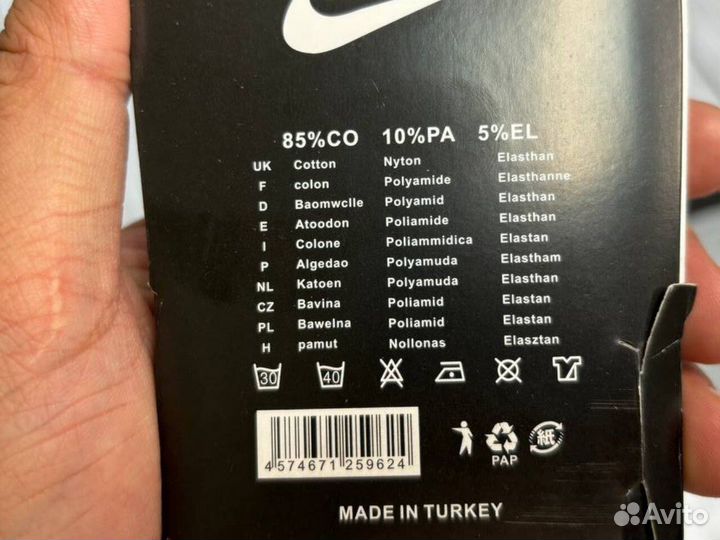 85%CO 10%PA 5%EL
UK Cotton Nyton Elasthan
F colon Polyamide Elasthanne
D Baomwclle Polyamid Elasthan
E Atoodon Poliamide Elasthan
I Colone Poliammidica Elastan
P Algedao Polyamuda Elastham
NL Katoen Polyamuda Elasthan
CZ Bavina Poliamid Elastan
PL Bawelna Poliamid Elastan
H pamut Nollonas Elasztan
30 40
4 574671 259624
PAP 紙
MADE IN TURKEY
Avito